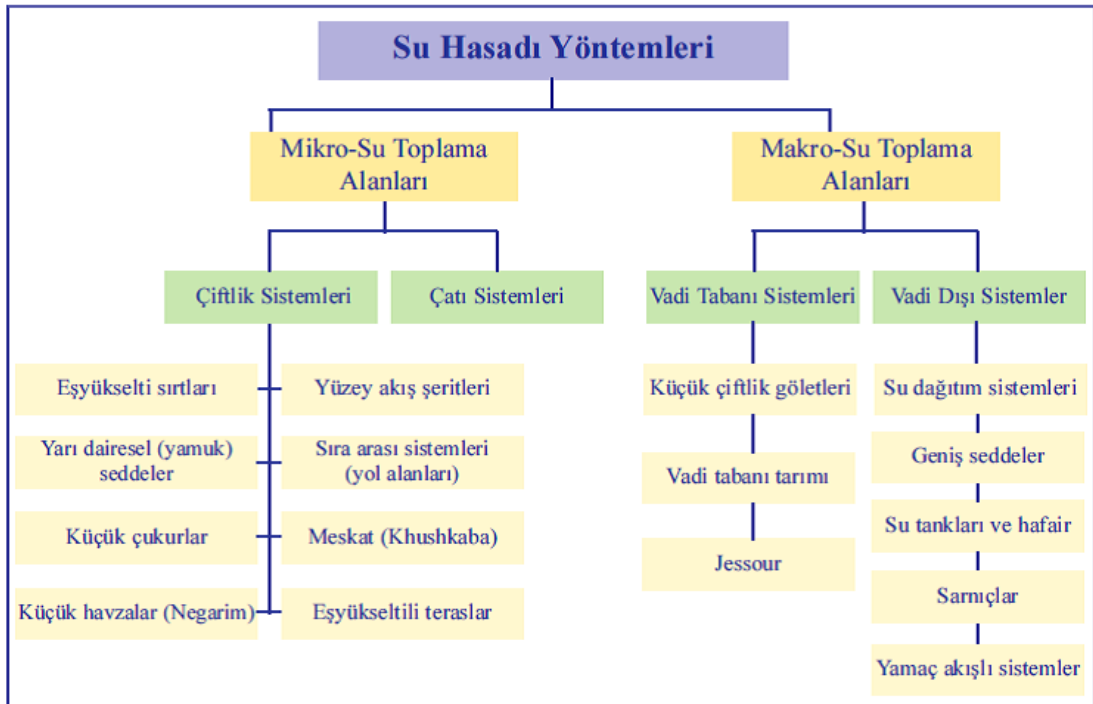 Su Hasadı Yöntemleri
Mikro-Su Toplama
Alanları
Makro-Su Toplama
Alanları
Çiftlik Sistemleri
Çatı Sistemleri
Vadi Tabanı Sistemleri
Vadi Dışı Sistemler
Eşyükselti sırtları
Yüzey akış şeritleri
Yarı dairesel (yamuk)
seddeler
Sıra arası sistemleri
(yol alanları)
Küçük çukurlar
Meskat (Khushkaba)
Küçük havzalar (Negarim)
Eşyükseltili teraslar
Küçük çiftlik göletleri
Vadi tabanı tarımı
Jessour
Su dağıtım sistemleri
Geniş seddeler
Su tankları ve hafair
Sarnıçlar
Yamaç akışlı sistemler